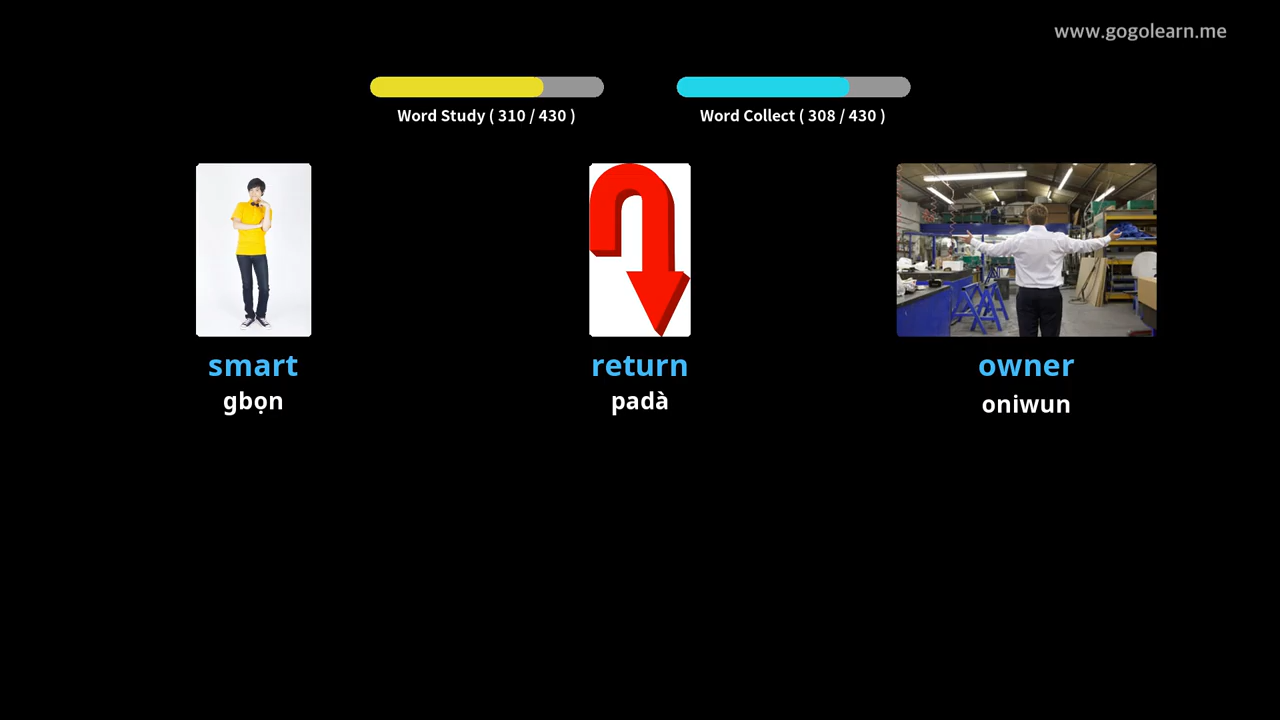 www.gogolearn.me
Word Study ( 310 / 430 )
Word Collect ( 308 / 430 )
smart
return
owner
gbọn
padà
oniwun